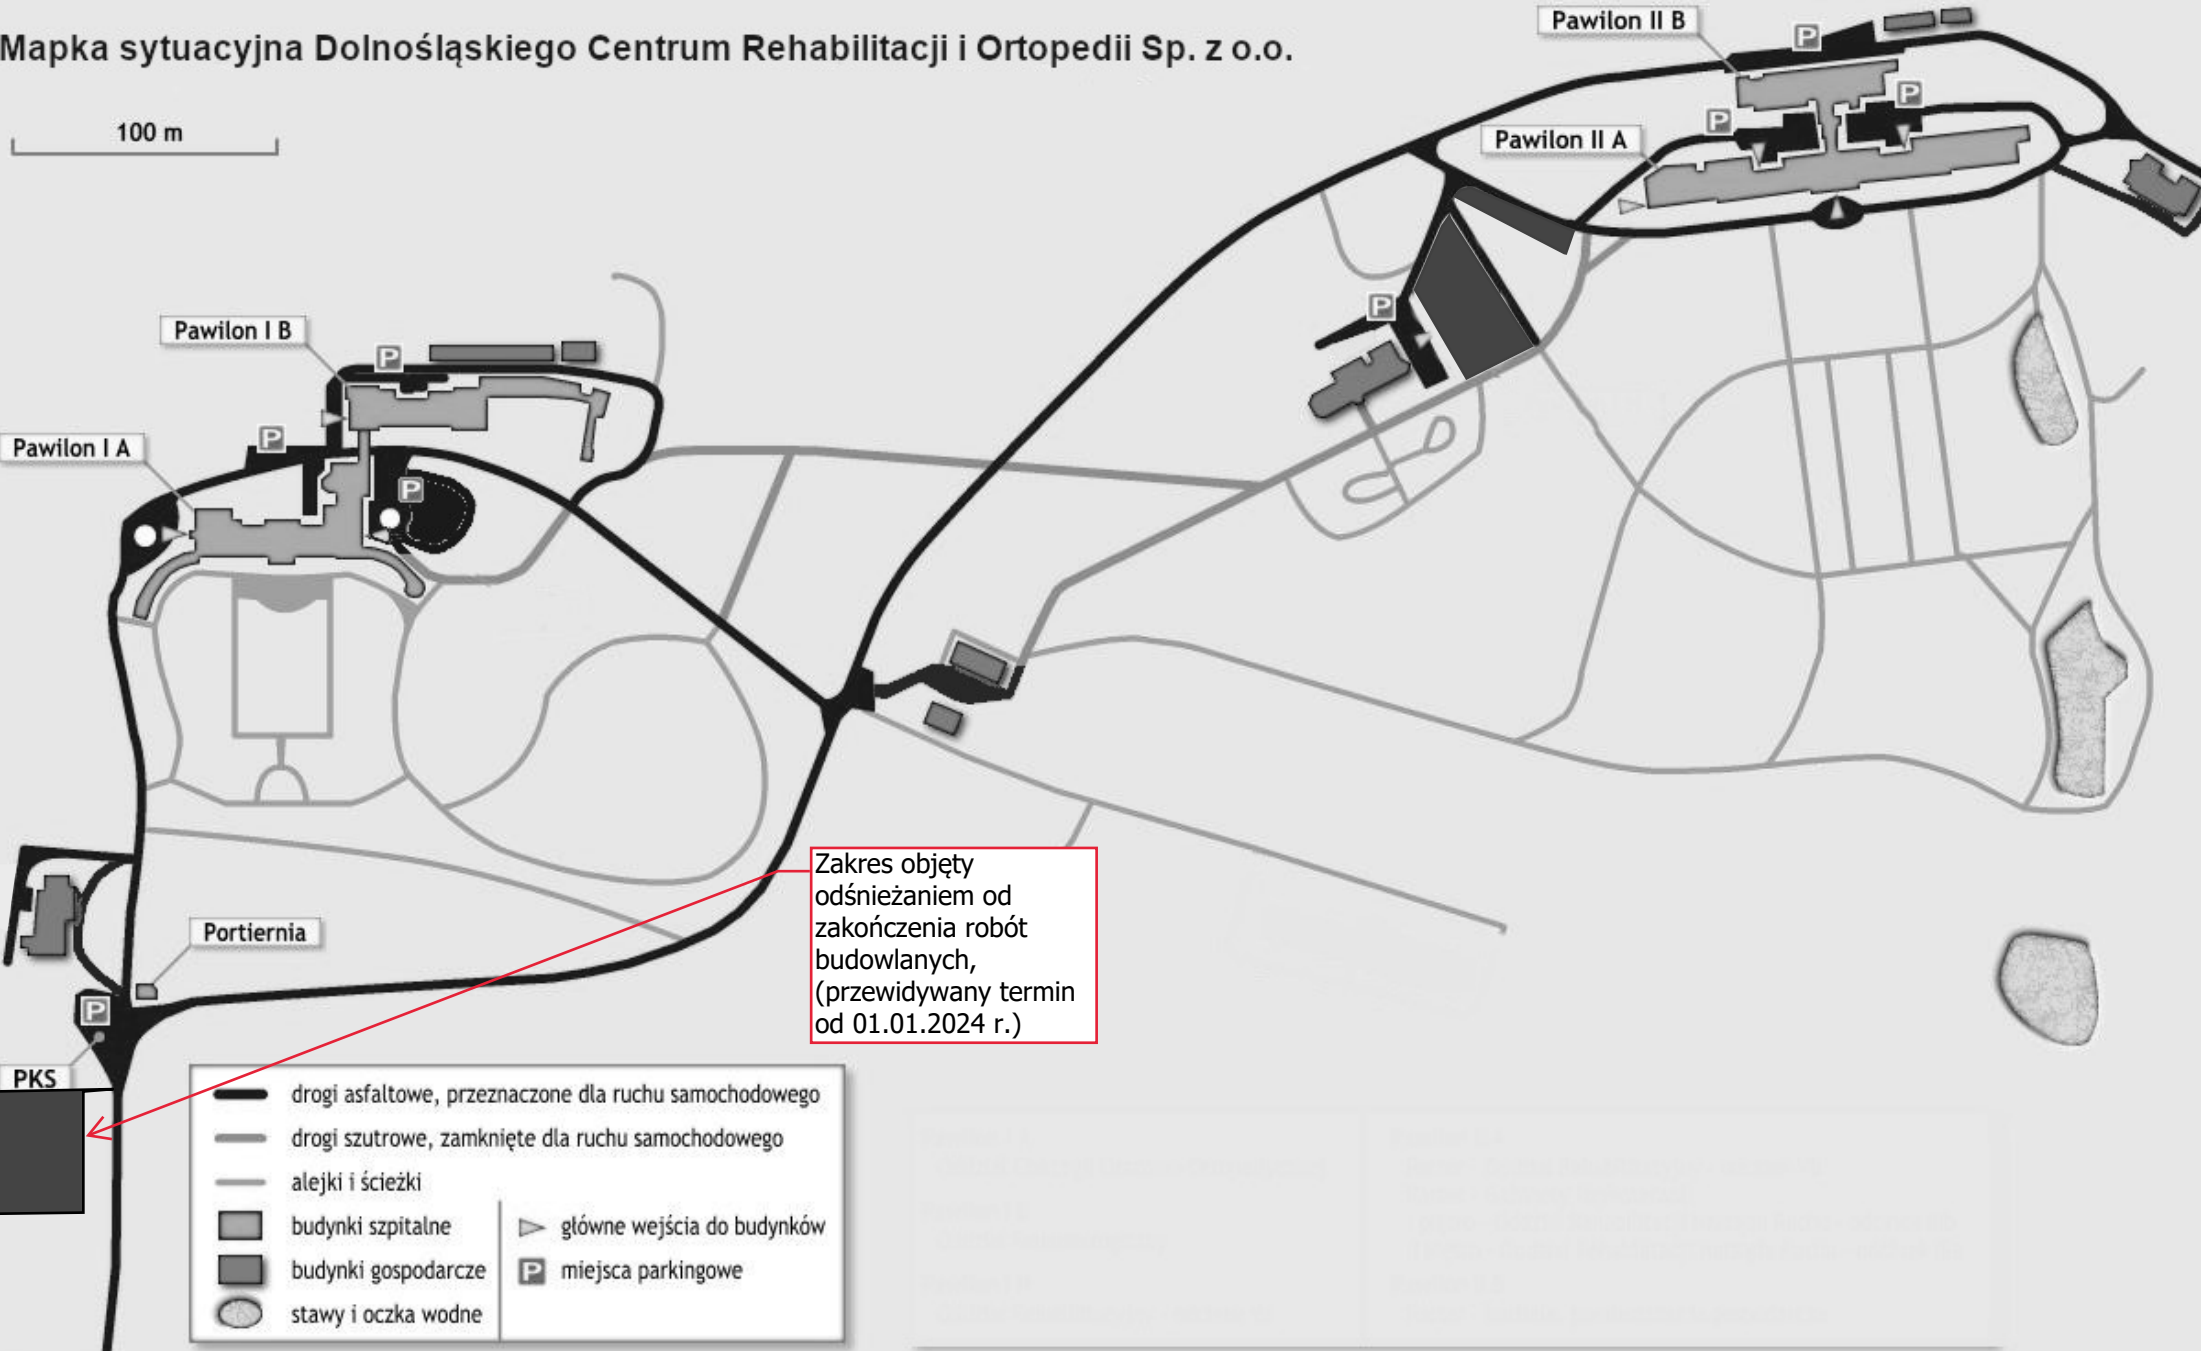 Mapka sytuacyjna Dolnośląskiego Centrum Rehabilitacji i Ortopedii Sp. z o.o.
100 m
Pawilon II B
P
P
P
Pawilon II A
P
Pawilon I B
P
P
Pawilon I A
P
Zakres objęty
odśnieżaniem od
zakończenia robót
budowlanych,
(przewidywany termin
od 01.01.2024 r.)
Portiernia
P
PKS
drogi asfaltowe, przeznaczone dla ruchu samochodowego
drogi szutrowe, zamknięte dla ruchu samochodowego
alejki i ścieżki
budynki szpitalne
główne wejścia do budynków
budynki gospodarcze
P miejsca parkingowe
stawy i oczka wodne